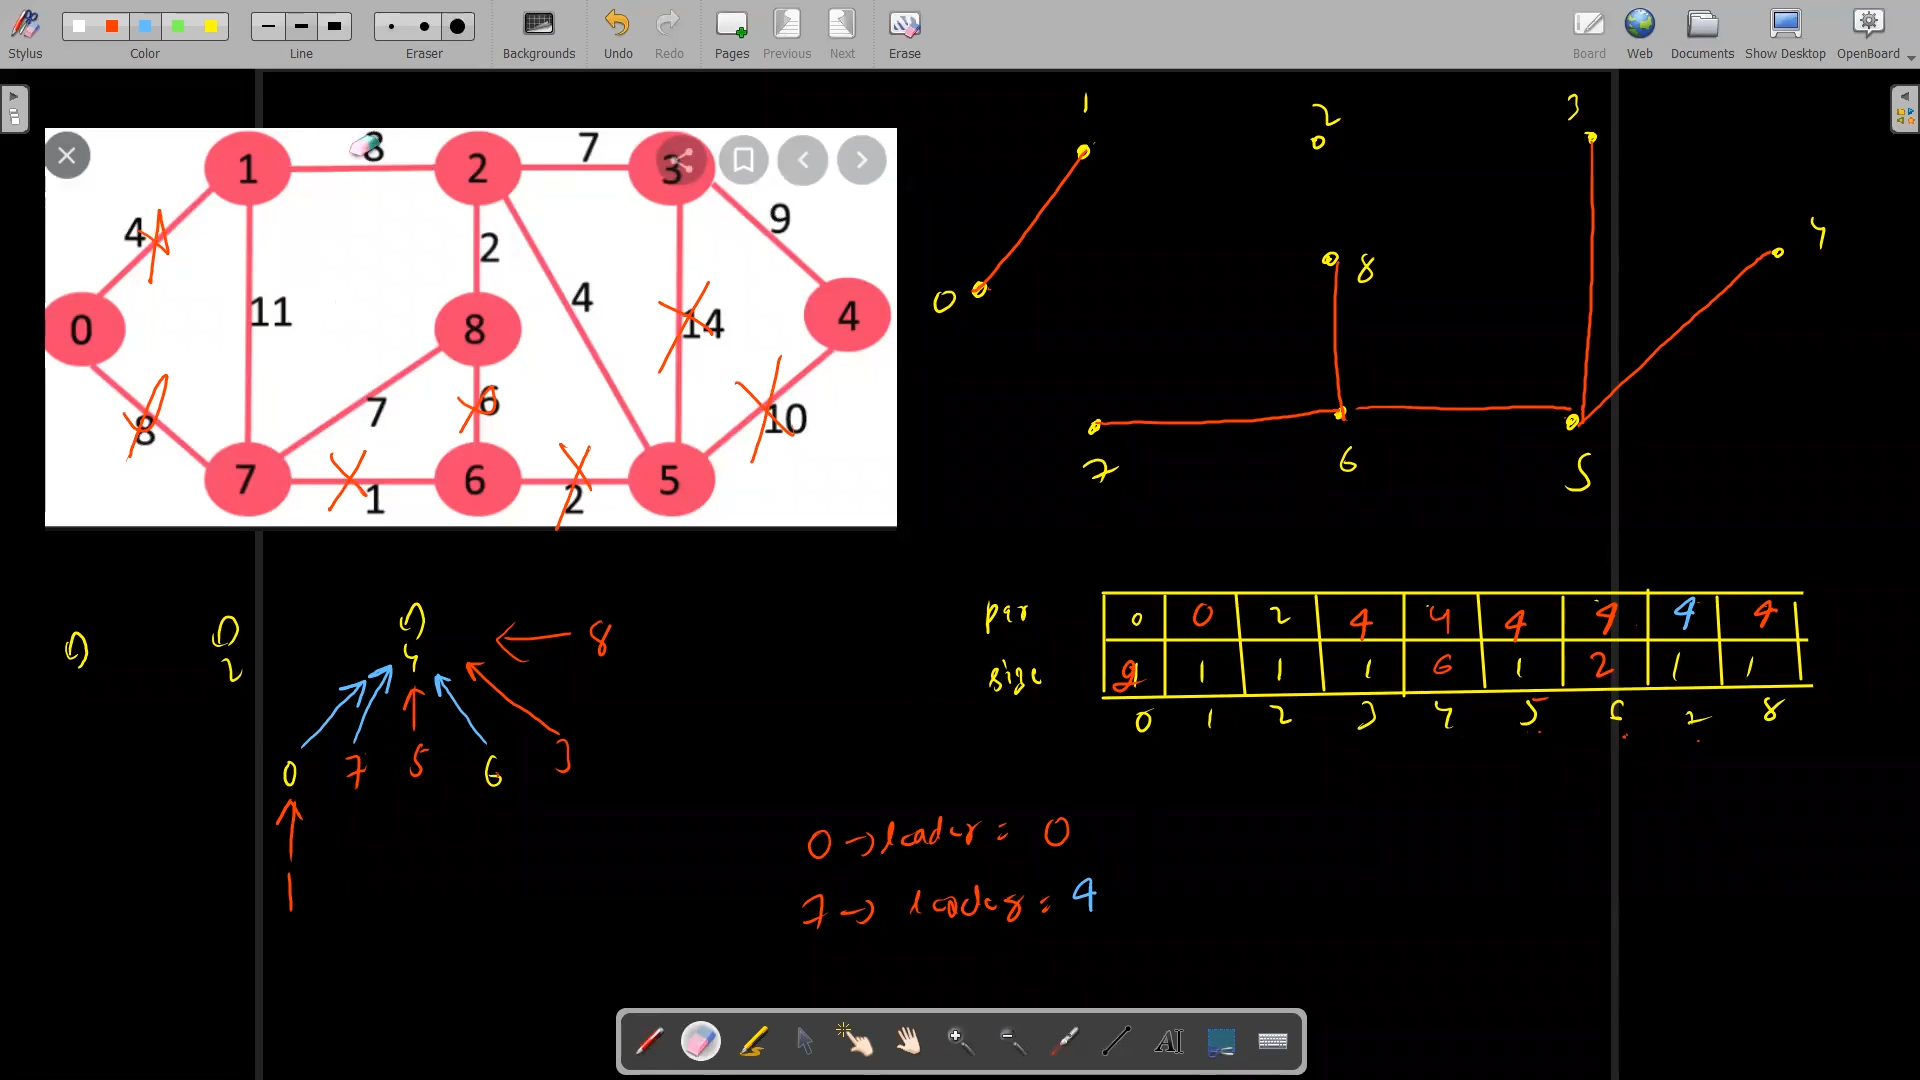 Stylus Color Line Eraser Backgrounds Undo Redo Pages Previous Next Erase Board Web Documents Show Desktop OpenBoard
1 8 2 7 3
4 9
2
11 4
0 8 14 4
7 6
8 10
7 6 5
1 2
1 2 3
4
0 8
7 6 5
par 0 0 2 4 4 4 4 4 4
size 2 1 1 1 6 1 2 1 1
0 1 2 3 4 5 6 7 8
2 4 8
0 7 5 6 3
1
0 → leader = 0
7 → leader = 4
AI